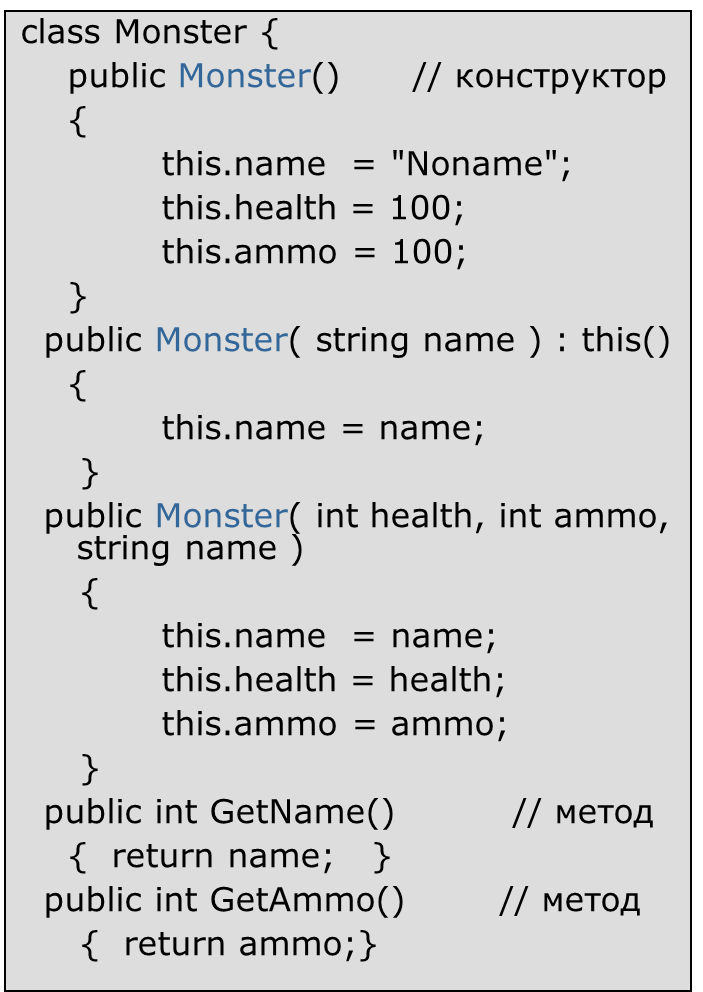 class Monster {
public Monster() // конструктор
{
this.name = "Noname";
this.health = 100;
this.ammo = 100;
}
public Monster( string name ) : this()
{
this.name = name;
}
public Monster( int health, int ammo,
string name )
{
this.name = name;
this.health = health;
this.ammo = ammo;
}
public int GetName() // метод
{ return name; }
public int GetAmmo() // метод
{ return ammo;}